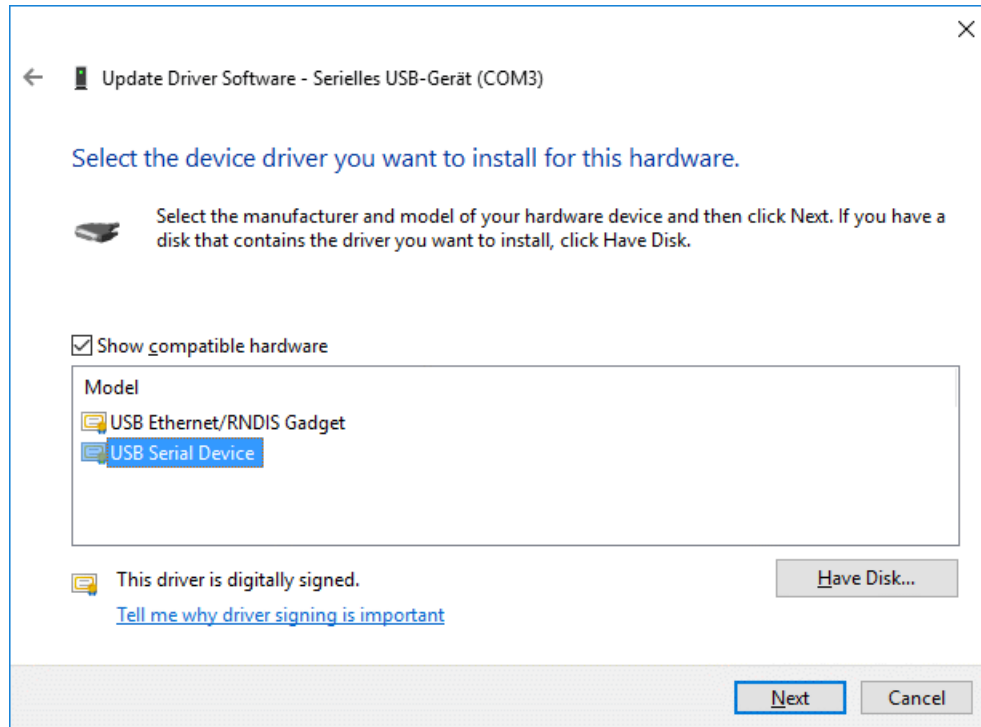 Update Driver Software - Serielles USB-Gerät (COM3)
Select the device driver you want to install for this hardware.
Select the manufacturer and model of your hardware device and then click Next. If you have a
disk that contains the driver you want to install, click Have Disk.
Show compatible hardware
Model
USB Ethernet/RNDIS Gadget
USB Serial Device
This driver is digitally signed.
Have Disk...
Tell me why driver signing is important
Next
Cancel